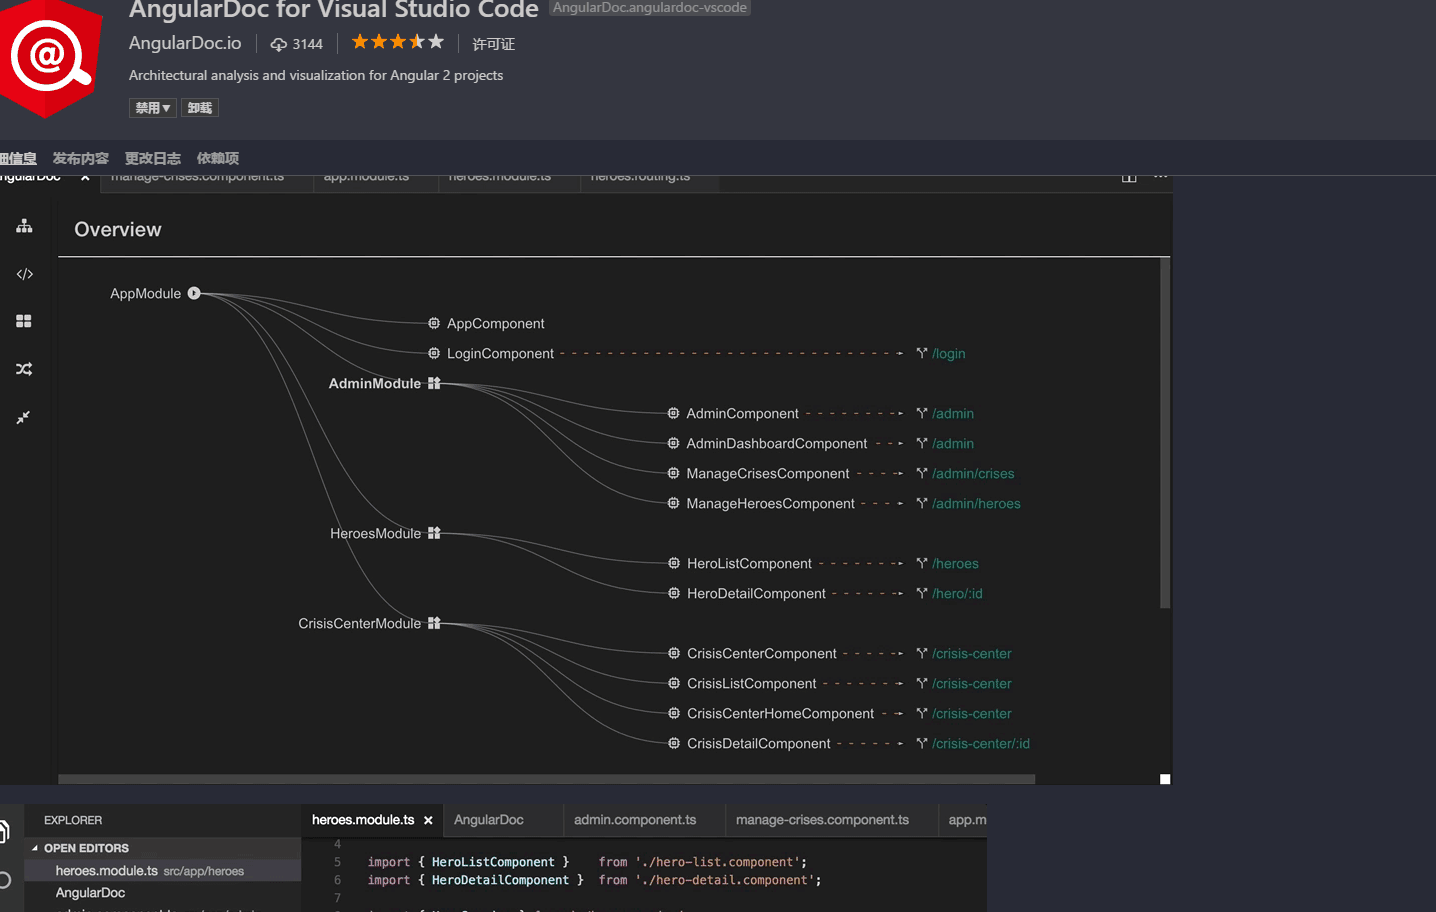 AngularDoc for Visual Studio Code AngularDoc.angulardoc-vscode
AngularDoc.io 3144 许可证
Architectural analysis and visualization for Angular 2 projects
禁用▼ 卸载
细信息 发布内容 更改日志 依赖项
ngularDoc × manage-crises.component.ts app.module.ts heroes.module.ts heroes.routing.ts
Overview
AppModule
AppComponent
LoginComponent /login
AdminModule
AdminComponent /admin
AdminDashboardComponent /admin
ManageCrisesComponent /admin/crises
ManageHeroesComponent /admin/heroes
HeroesModule
HeroListComponent /heroes
HeroDetailComponent /hero/:id
CrisisCenterModule
CrisisCenterComponent /crisis-center
CrisisListComponent /crisis-center
CrisisCenterHomeComponent /crisis-center
CrisisDetailComponent /crisis-center/:id
EXPLORER heroes.module.ts × AngularDoc admin.component.ts manage-crises.component.ts app.m
OPEN EDITORS
heroes.module.ts src/app/heroes
AngularDoc
4
5 import { HeroListComponent } from './hero-list.component';
6 import { HeroDetailComponent } from './hero-detail.component';
7